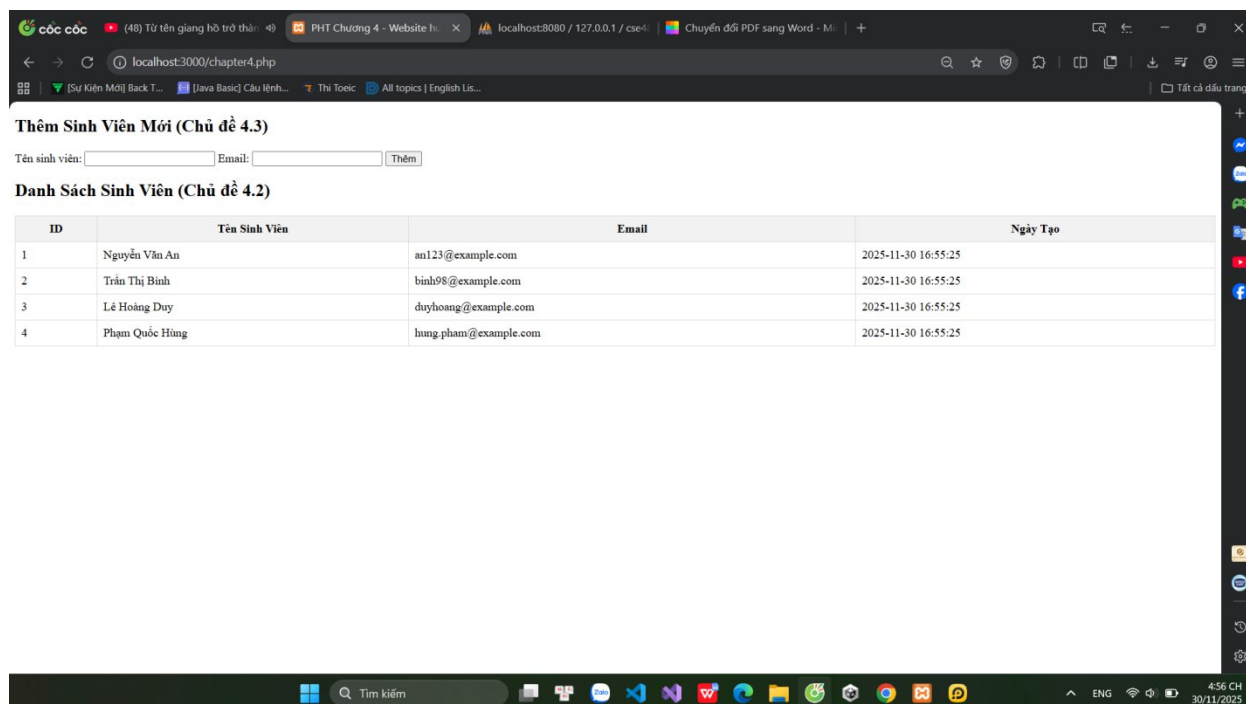 cốc cốc (48) Từ tên giang hồ trở thàn PHT Chương 4 - Website hu localhost:8080 / 127.0.0.1 / cse4 Chuyển đổi PDF sang Word - Mi
localhost:3000/chapter4.php
[Sự Kiện Mới] Back T... [Java Basic] Câu lệnh... Thi Toeic All topics | English Lis... Tất cả dấu trang
Thêm Sinh Viên Mới (Chủ đề 4.3)
Tên sinh viên: Email: Thêm
Danh Sách Sinh Viên (Chủ đề 4.2)
ID Tên Sinh Viên Email Ngày Tạo
1 Nguyễn Văn An an123@example.com 2025-11-30 16:55:25
2 Trần Thị Bình binh98@example.com 2025-11-30 16:55:25
3 Lê Hoàng Duy duyhoang@example.com 2025-11-30 16:55:25
4 Phạm Quốc Hùng hung.pham@example.com 2025-11-30 16:55:25
Tìm kiếm Zalo ENG 4:56 CH
30/11/2025